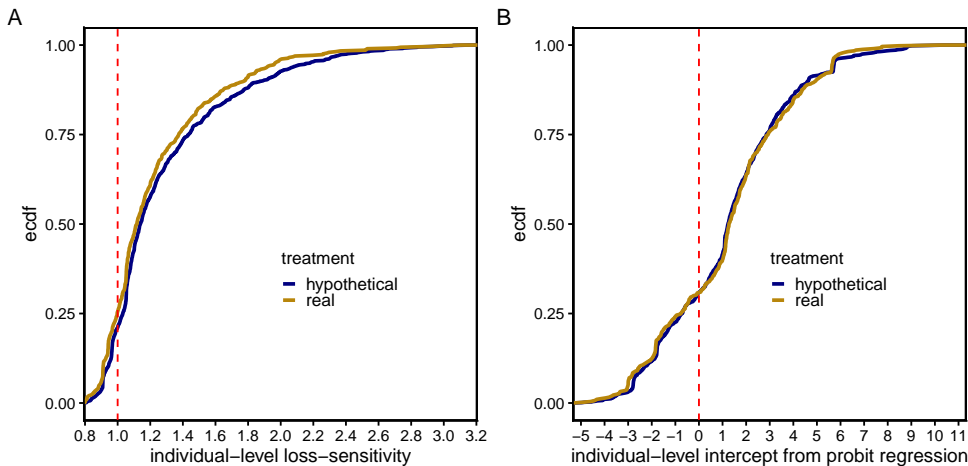 A
1.00
0.75
0.50
0.25
0.00
ecdf
treatment
hypothetical
real
0.8 1.0 1.2 1.4 1.6 1.8 2.0 2.2 2.4 2.6 2.8 3.0 3.2
individual−level loss−sensitivity
B
1.00
0.75
0.50
0.25
0.00
ecdf
treatment
hypothetical
real
−5 −4 −3 −2 −1 0 1 2 3 4 5 6 7 8 9 10 11
individual−level intercept from probit regression